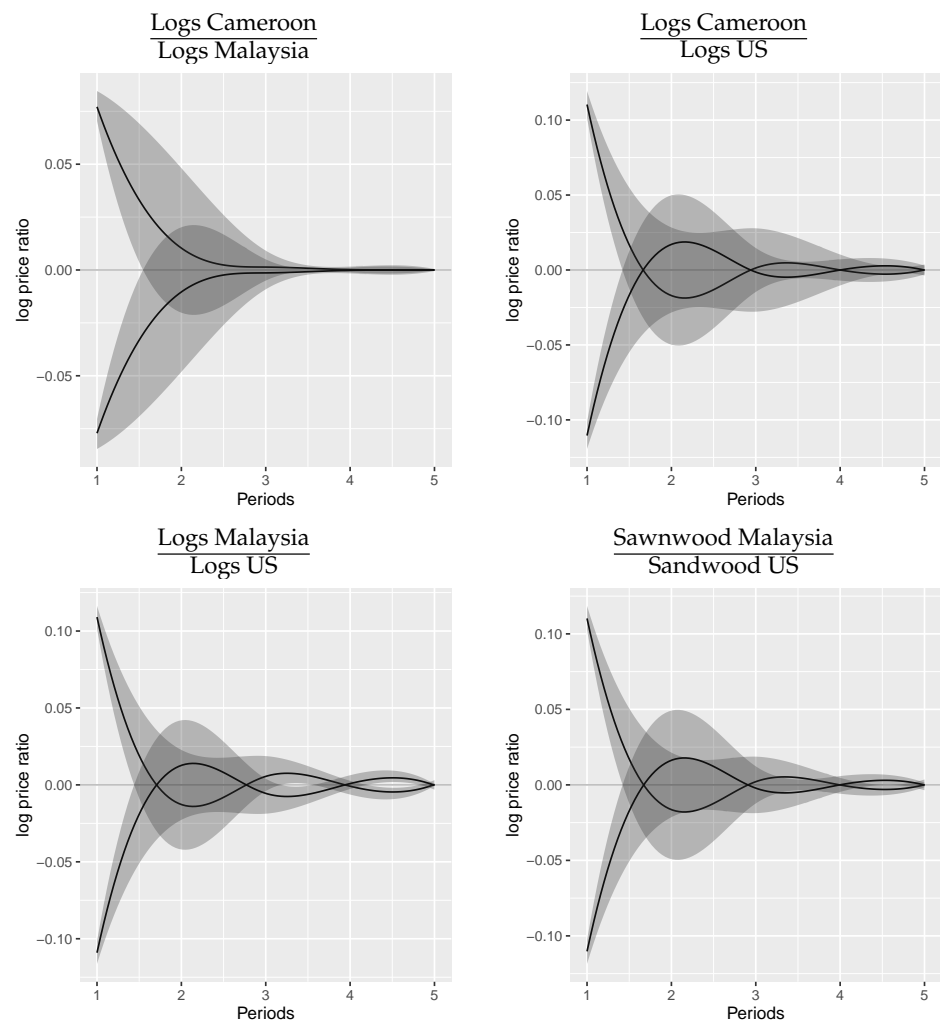 Logs Cameroon
Logs Malaysia
0.05
0.00
−0.05
log price ratio
1 2 3 4 5
Periods
Logs Cameroon
Logs US
0.10
0.05
0.00
−0.05
−0.10
log price ratio
1 2 3 4 5
Periods
Logs Malaysia
Logs US
0.10
0.05
0.00
−0.05
−0.10
log price ratio
1 2 3 4 5
Periods
Sawnwood Malaysia
Sandwood US
0.10
0.05
0.00
−0.05
−0.10
log price ratio
1 2 3 4 5
Periods